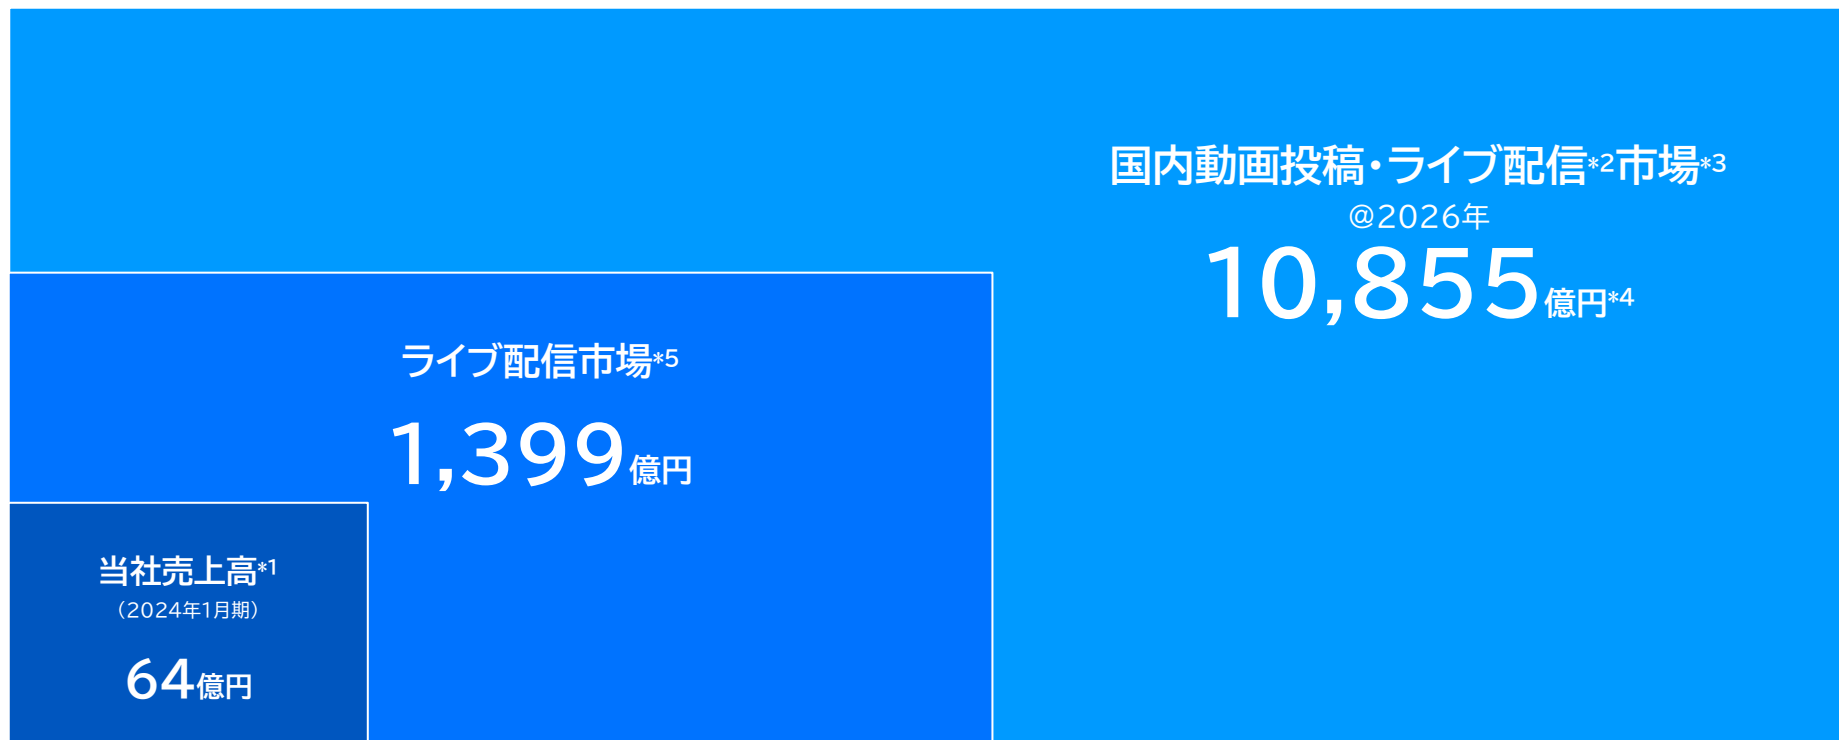 国内動画投稿・ライブ配信*2市場*3
@2026年
10,855億円*4
ライブ配信市場*5
1,399億円
当社売上高*1
（2024年1月期）
64億円